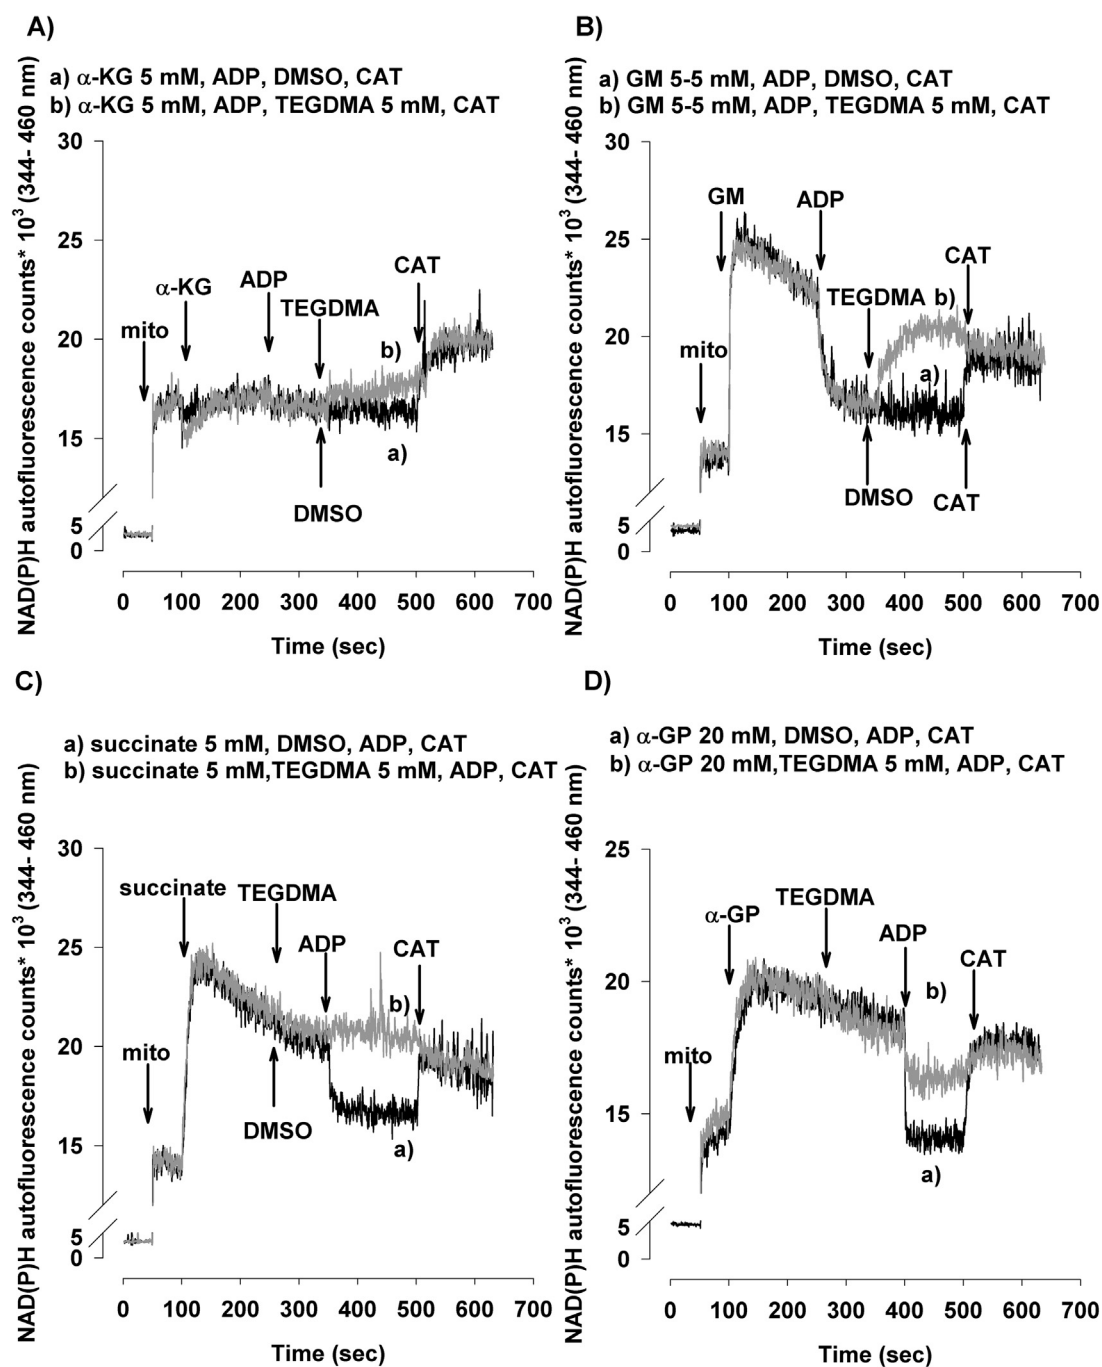 A)
a) α-KG 5 mM, ADP, DMSO, CAT
b) α-KG 5 mM, ADP, TEGDMA 5 mM, CAT
NAD(P)H autofluorescence counts* 10³ (344- 460 nm)
30
25
20
15
5
0
mito
α-KG
ADP
TEGDMA
CAT
b)
a)
DMSO
0 100 200 300 400 500 600 700
Time (sec)
B)
a) GM 5-5 mM, ADP, DMSO, CAT
b) GM 5-5 mM, ADP, TEGDMA 5 mM, CAT
NAD(P)H autofluorescence counts* 10³ (344- 460 nm)
30
25
20
15
5
0
GM
ADP
CAT
TEGDMA b)
mito
a)
DMSO
CAT
0 100 200 300 400 500 600 700
Time (sec)
C)
a) succinate 5 mM, DMSO, ADP, CAT
b) succinate 5 mM,TEGDMA 5 mM, ADP, CAT
NAD(P)H autofluorescence counts* 10³ (344- 460 nm)
30
25
20
15
5
0
succinate
TEGDMA
ADP
CAT
b)
mito
DMSO
a)
0 100 200 300 400 500 600 700
Time (sec)
D)
a) α-GP 20 mM, DMSO, ADP, CAT
b) α-GP 20 mM,TEGDMA 5 mM, ADP, CAT
NAD(P)H autofluorescence counts* 10³ (344- 460 nm)
25
20
15
5
0
TEGDMA
α-GP
ADP
CAT
b)
mito
a)
0 100 200 300 400 500 600 700
Time (sec)